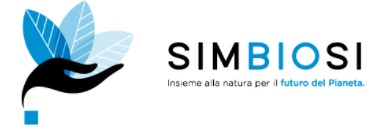 SIMBIOSI
Insieme alla natura per il futuro del Pianeta.